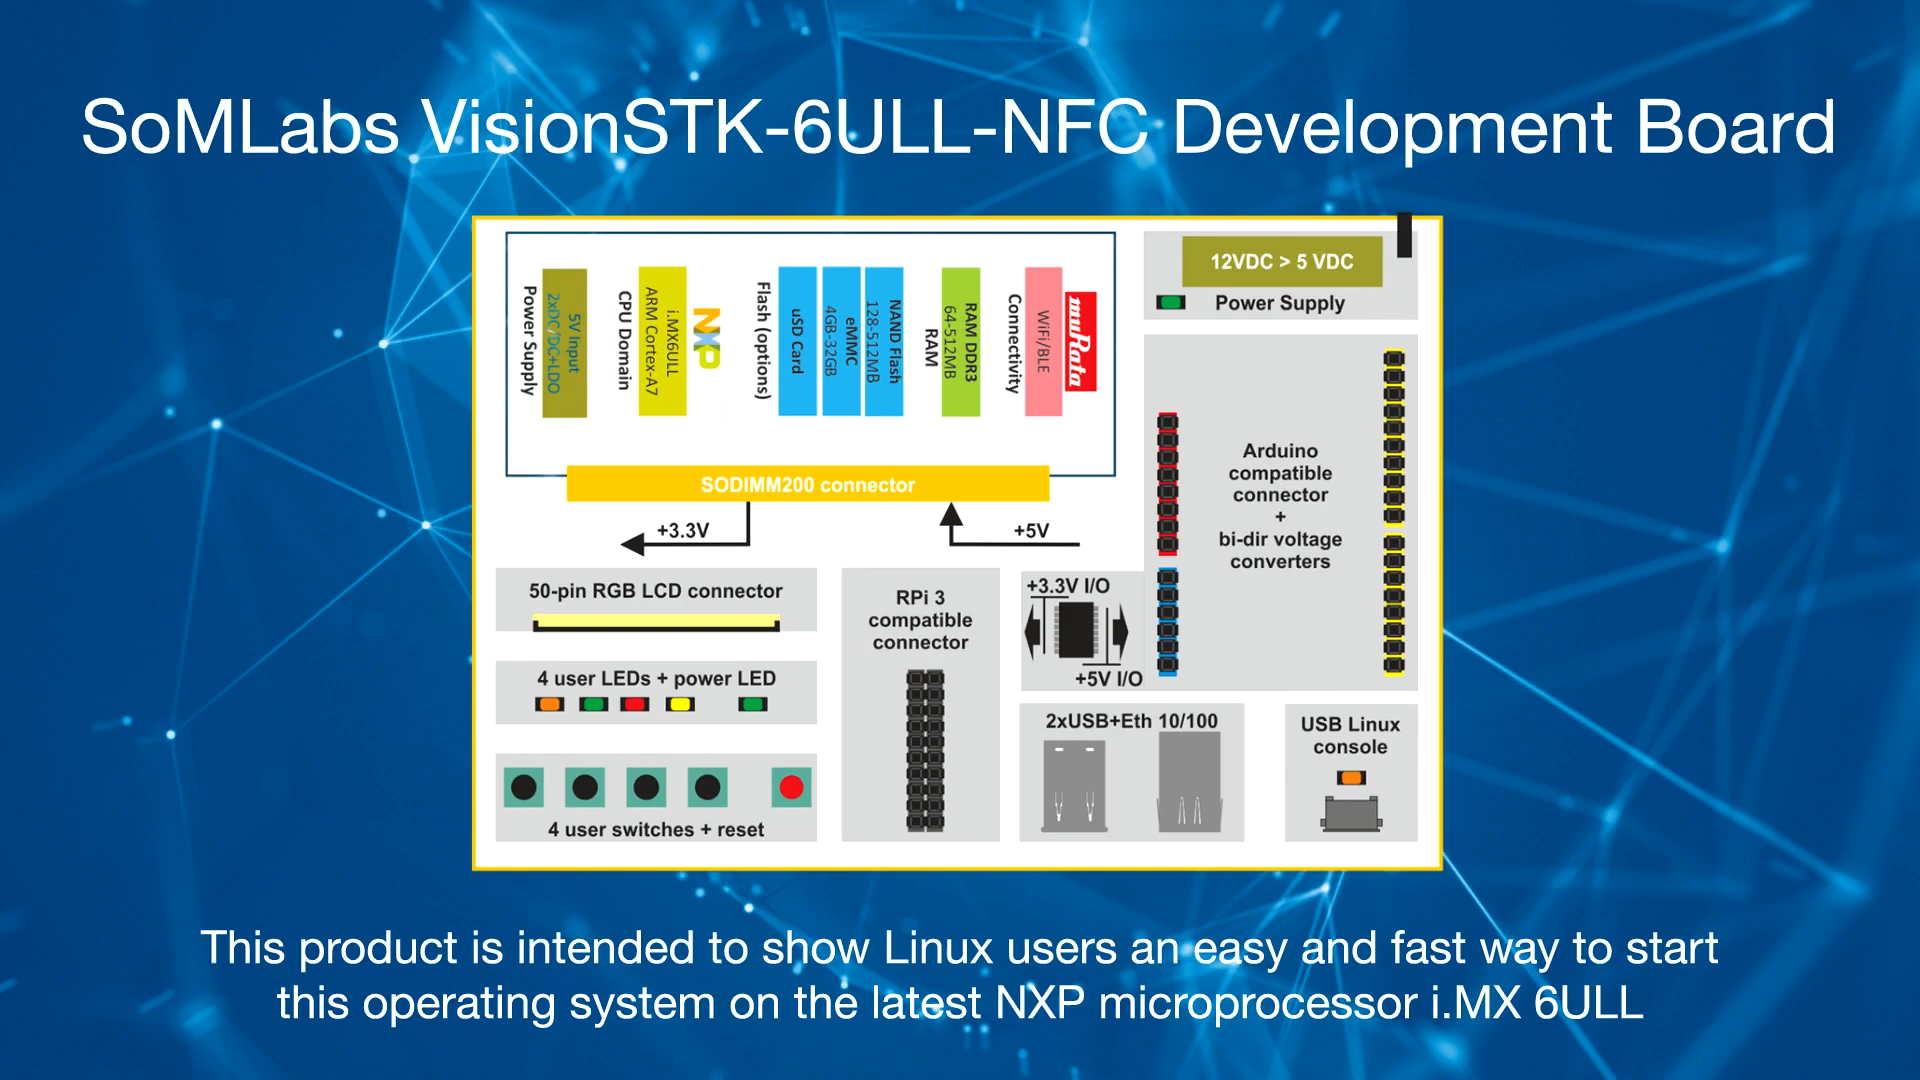 SoMLabs VisionSTK-6ULL-NFC Development Board
5V Input
2xDC/DC+LDO
Power Supply
NXP
i.MX6ULL
ARM Cortex-A7
CPU Domain
NAND Flash
128-512MB
eMMC
4GB-32GB
uSD Card
Flash (options)
RAM DDR3
64-512MB
RAM
muRata
WiFi/BLE
Connectivity
SODIMM200 connector
+3.3V
+5V
12VDC > 5 VDC
Power Supply
Arduino
compatible
connector
+
bi-dir voltage
converters
50-pin RGB LCD connector
4 user LEDs + power LED
4 user switches + reset
RPi 3
compatible
connector
+3.3V I/O
+5V I/O
2xUSB+Eth 10/100
USB Linux
console
This product is intended to show Linux users an easy and fast way to start
this operating system on the latest NXP microprocessor i.MX 6ULL